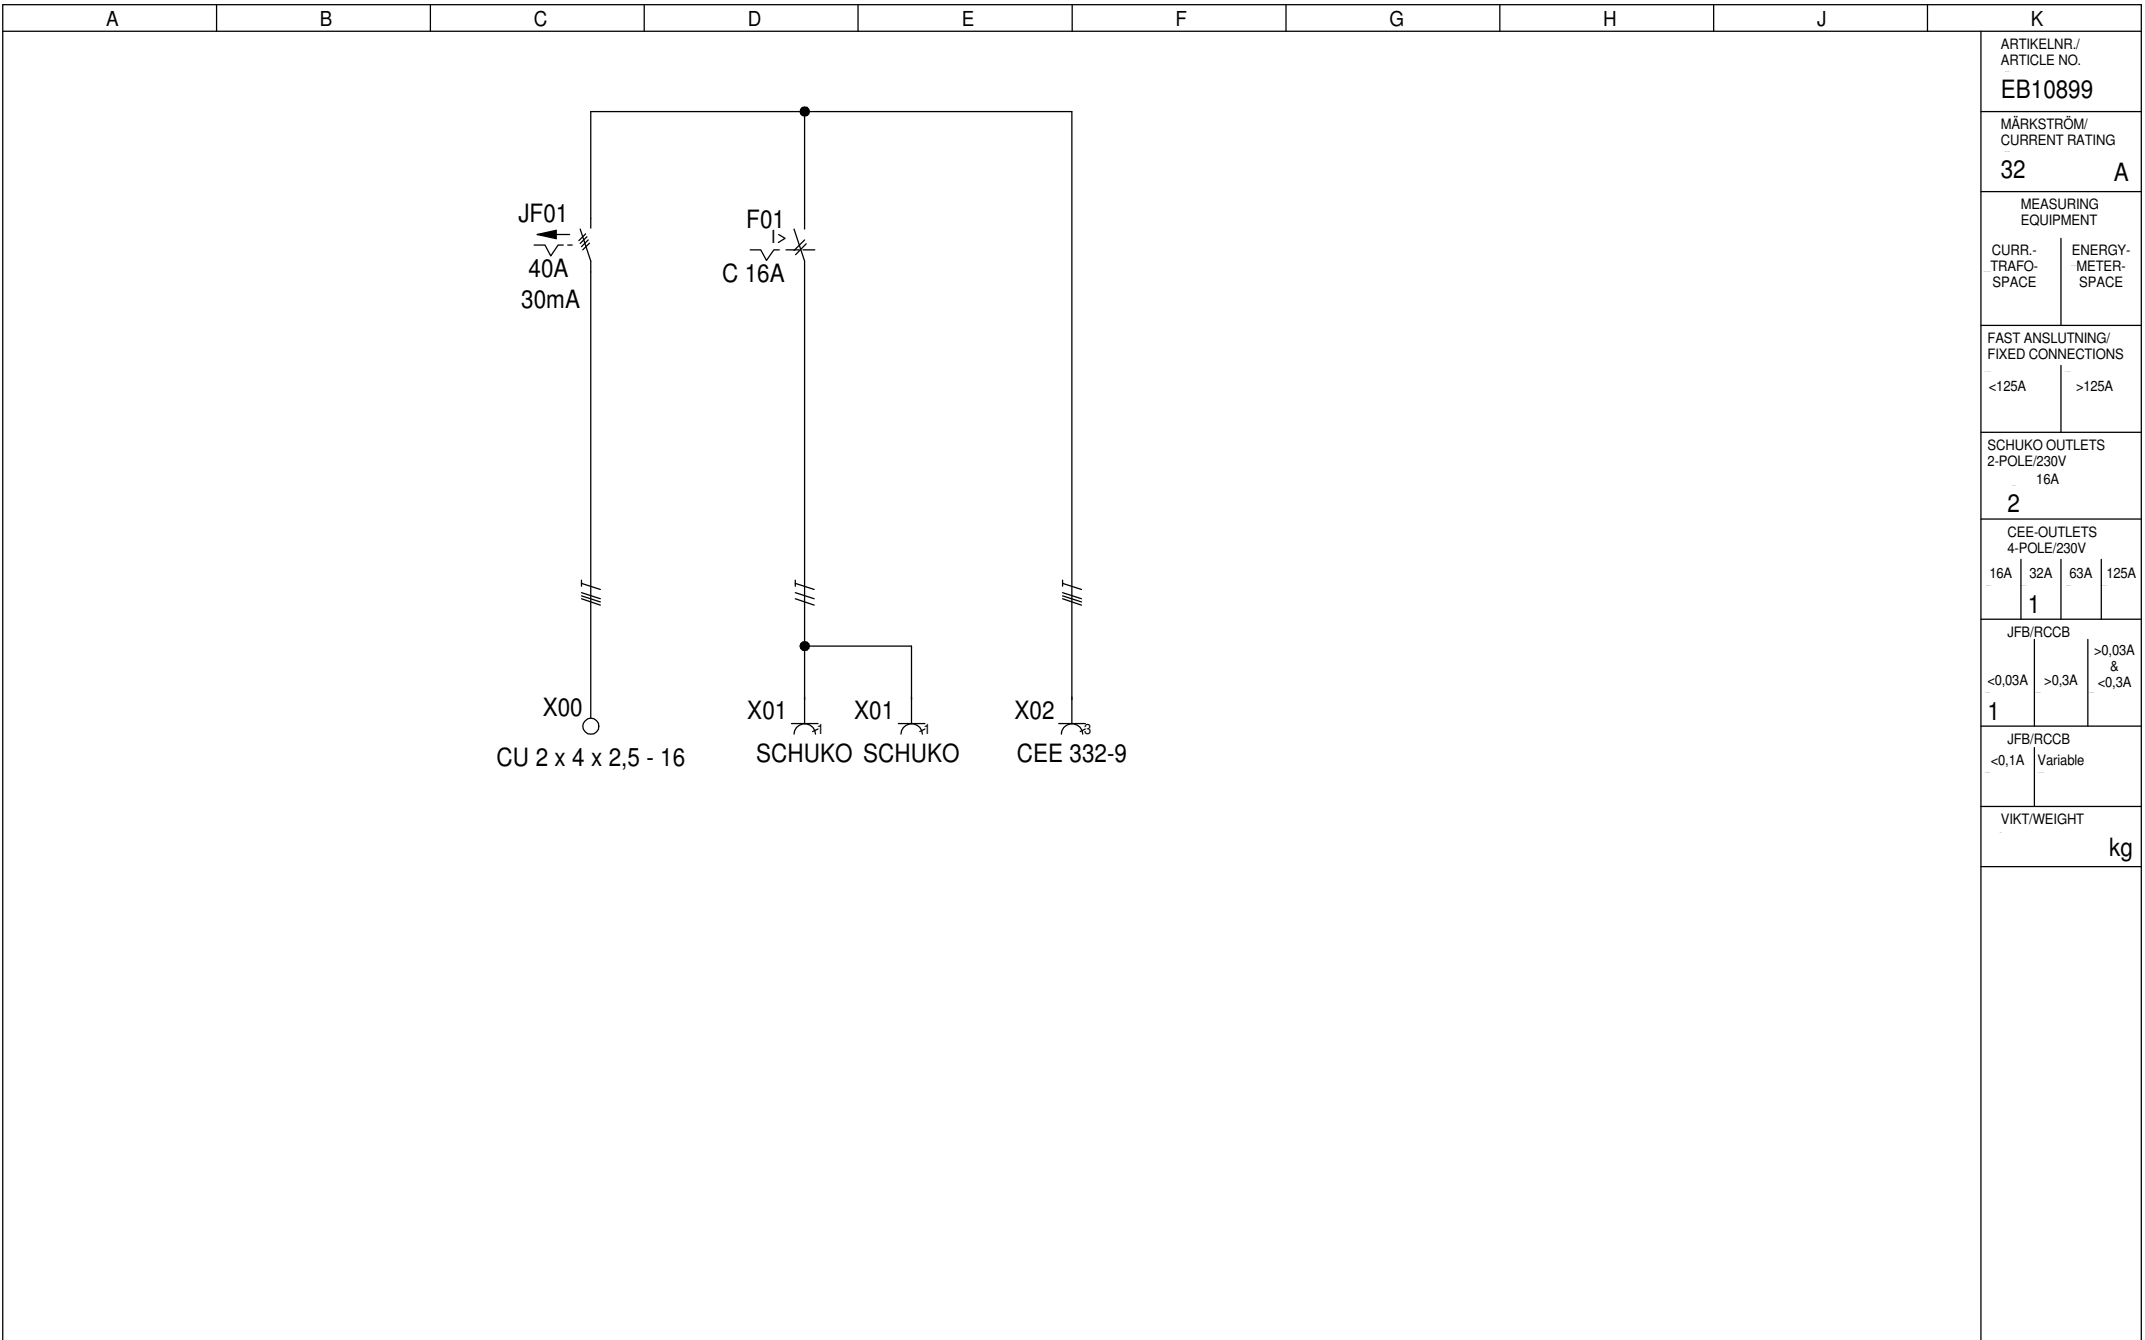 A B C D E F G H J K
ARTIKELNR./
ARTICLE NO.
EB10899
MÄRKSTRÖM/
CURRENT RATING
32 A
MEASURING
EQUIPMENT
CURR.-
TRAFO-
SPACE
ENERGY-
METER-
SPACE
FAST ANSLUTNING/
FIXED CONNECTIONS
<125A >125A
SCHUKO OUTLETS
2-POLE/230V
16A
2
CEE-OUTLETS
4-POLE/230V
16A 32A 63A 125A
1
JFB/RCCB
<0,03A
1
>0,3A
>0,03A
&
<0,3A
JFB/RCCB
<0,1A Variable
VIKT/WEIGHT
kg
JF01
40A
30mA
F01
I>
C 16A
X00
CU 2 x 4 x 2,5 - 16
X01
1
SCHUKO
X01
1
SCHUKO
X02
3
CEE 332-9